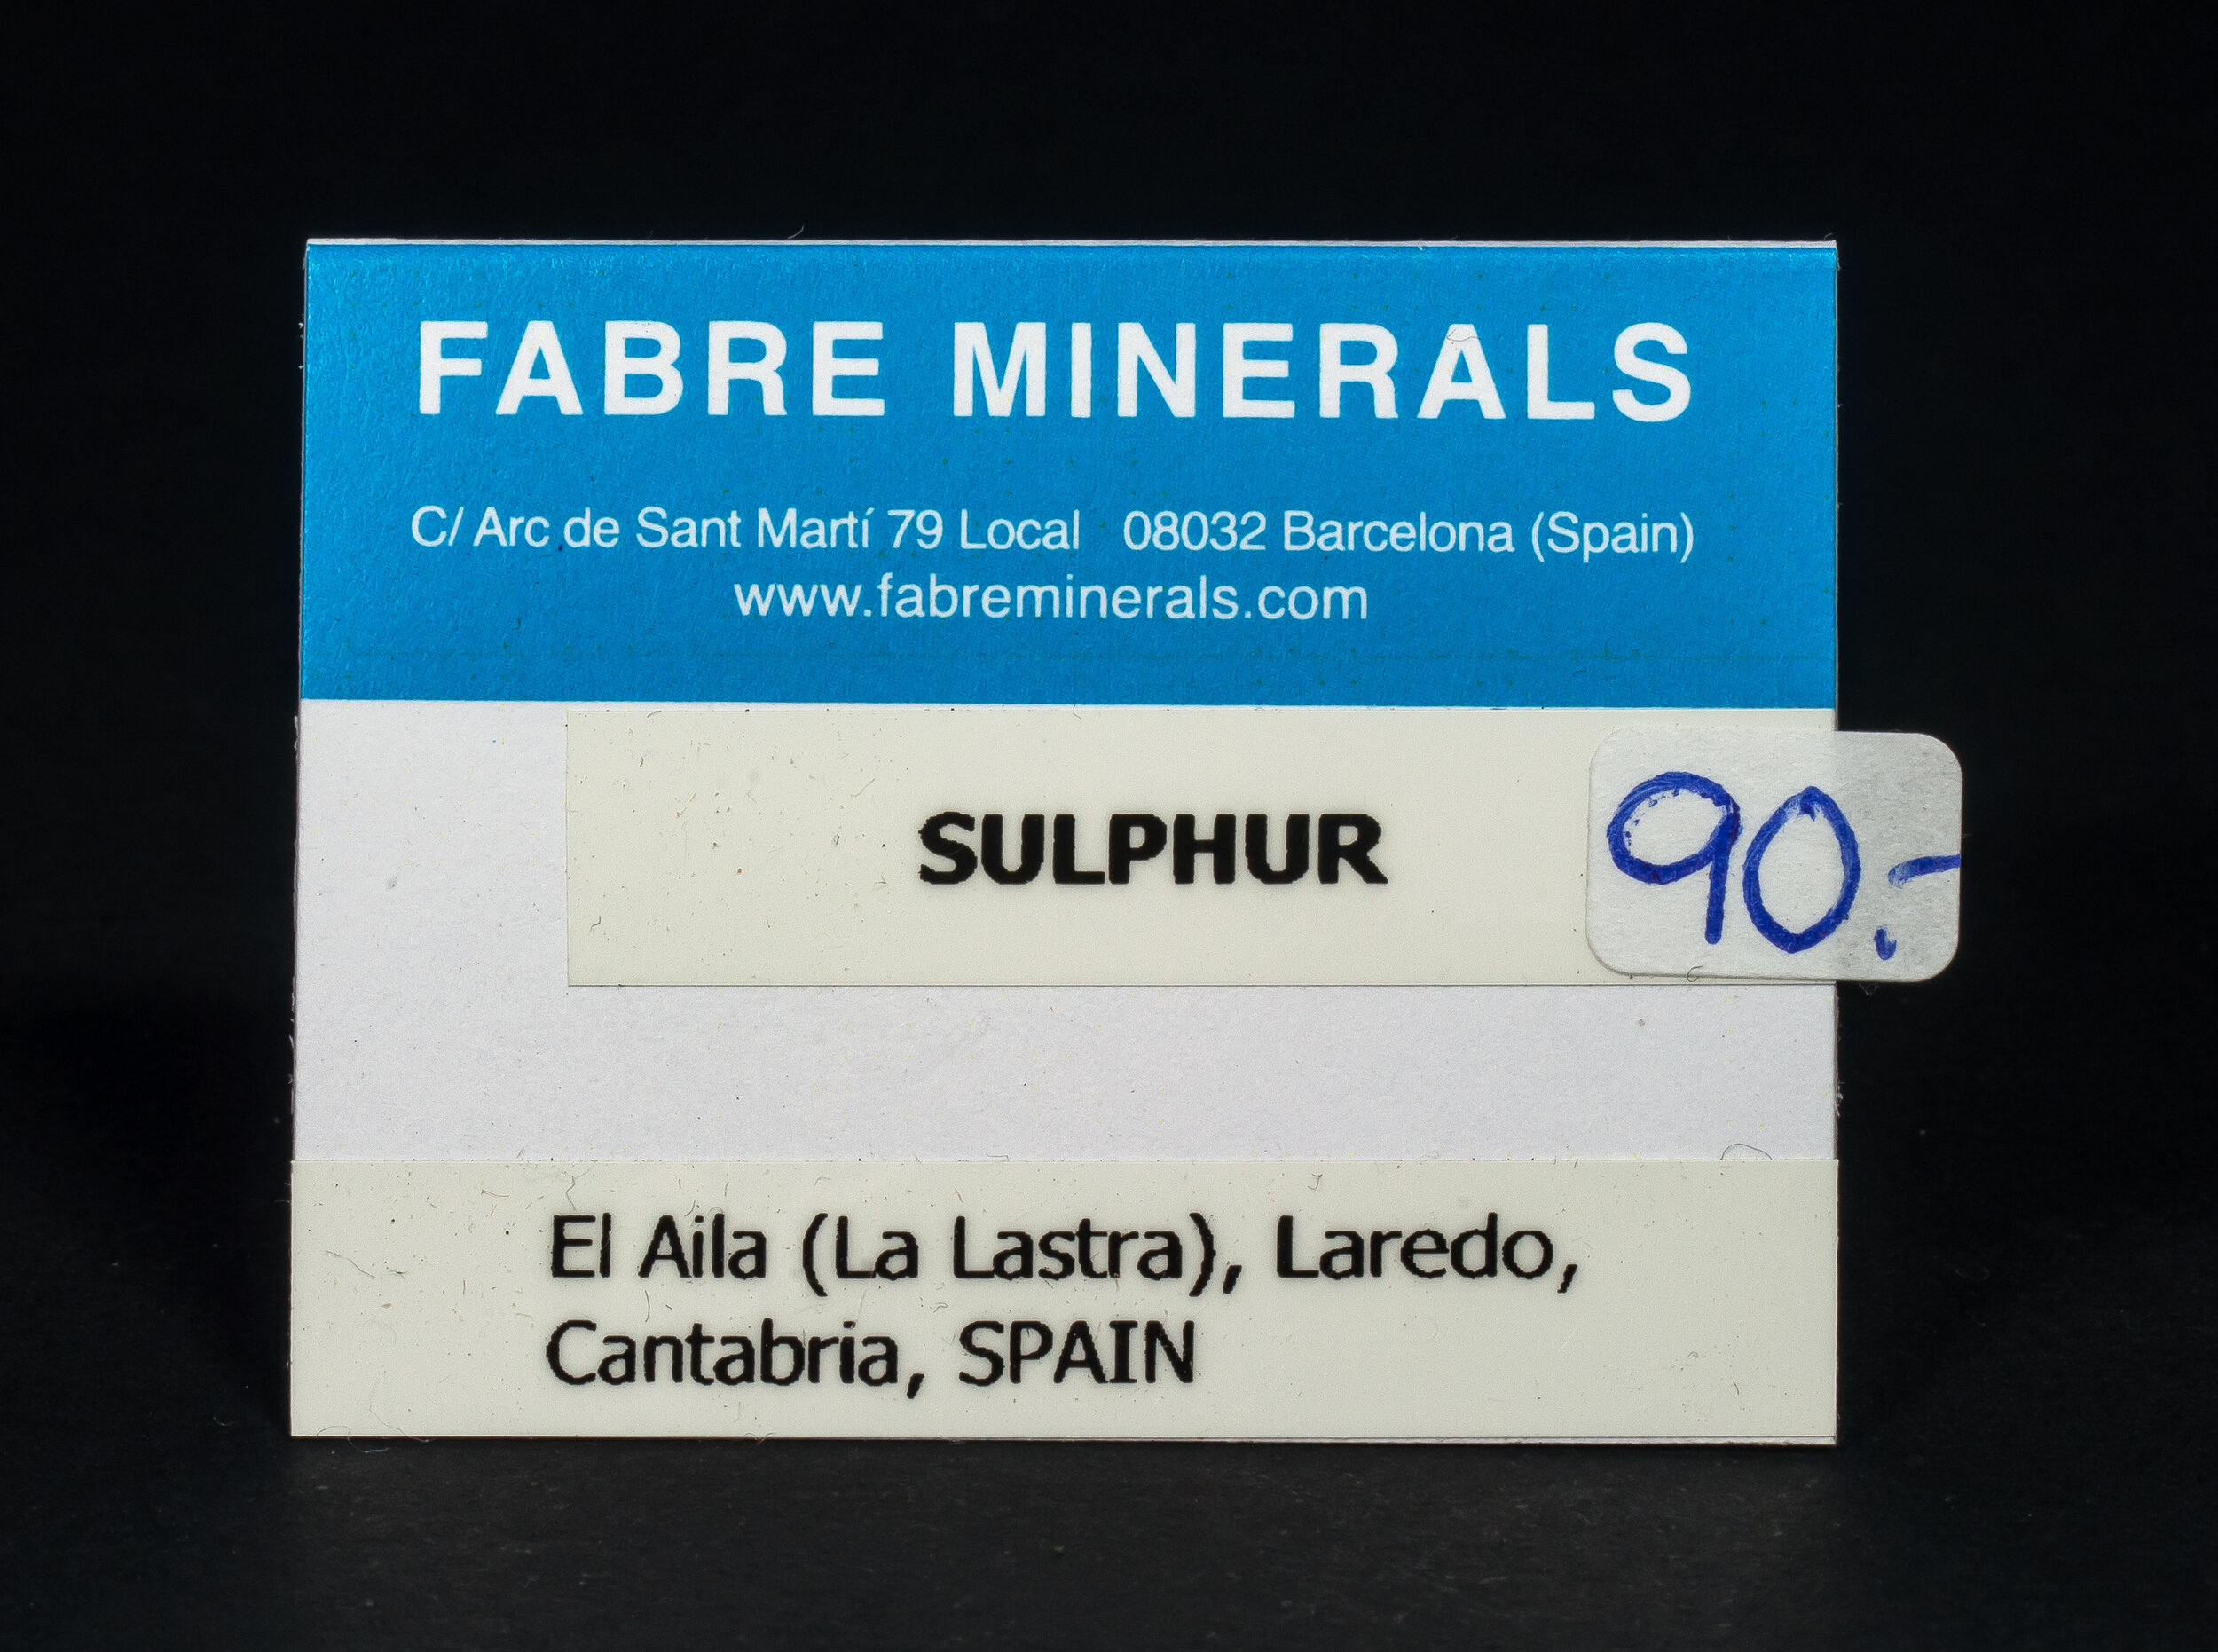 FABRE MINERALS
C/ Arc de Sant Martí 79 Local 08032 Barcelona (Spain)
www.fabreminerals.com
SULPHUR
90.-
El Aila (La Lastra), Laredo,
Cantabria, SPAIN